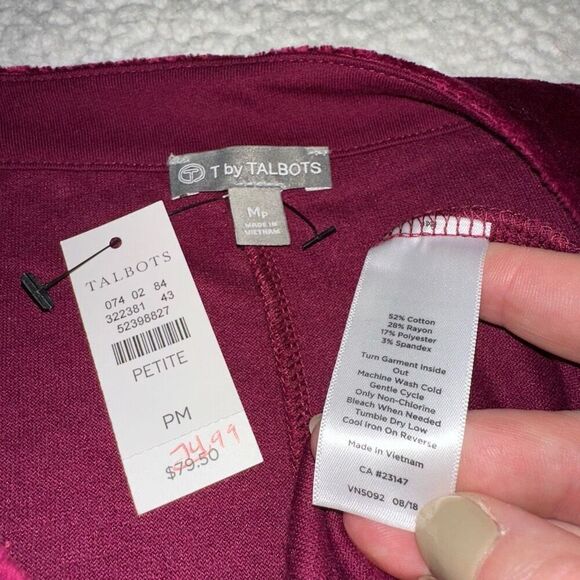 T by TALBOTS
MP
MADE IN
VIETNAM
TALBOTS
074 02 84
322381 43
52398827
PETITE
PM
74.99
$79.50
52% Cotton
28% Rayon
17% Polyester
3% Spandex
Turn Garment Inside
Out
Machine Wash Cold
Gentle Cycle
Only Non-Chlorine
Bleach When Needed
Tumble Dry Low
Cool Iron On Reverse
Made in Vietnam
CA #23147
VNS092 08/18